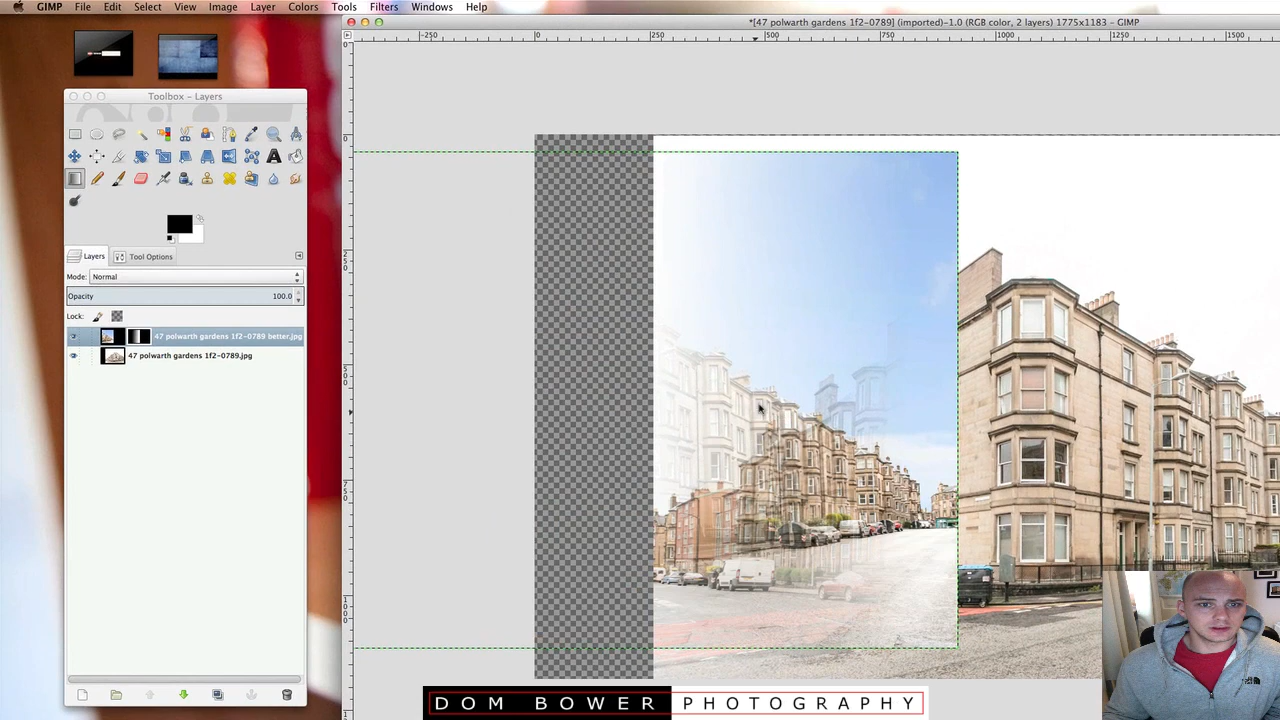 GIMP File Edit Select View Image Layer Colors Tools Filters Windows Help
*[47 polwarth gardens 1f2-0789] (imported)-1.0 (RGB color, 2 layers) 1775x1183 – GIMP
-250 0 250 500 750 1000 1250 1500
Toolbox – Layers
Layers Tool Options
Mode: Normal
Opacity 100.0
Lock:
47 polwarth gardens 1f2-0789 better.jpg
47 polwarth gardens 1f2-0789.jpg
DOM BOWER PHOTOGRAPHY